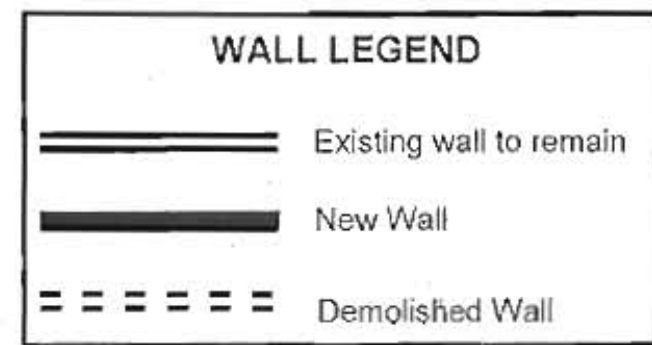 WALL LEGEND
Existing wall to remain
New Wall
Demolished Wall